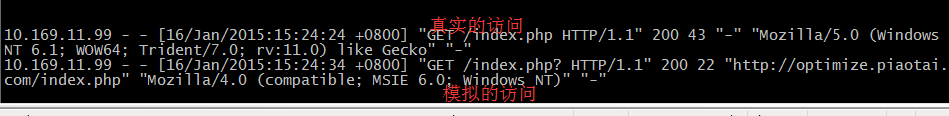 真实的访问
10.169.11.99 - - [16/Jan/2015:15:24:24 +0800] "GET /index.php HTTP/1.1" 200 43 "-" "Mozilla/5.0 (Windows
NT 6.1; WOW64; Trident/7.0; rv:11.0) like Gecko" "-"
10.169.11.99 - - [16/Jan/2015:15:24:34 +0800] "GET /index.php? HTTP/1.1" 200 22 "http://optimize.piaotai.
com/index.php" "Mozilla/4.0 (compatible; MSIE 6.0; Windows NT)" "-"
模拟的访问